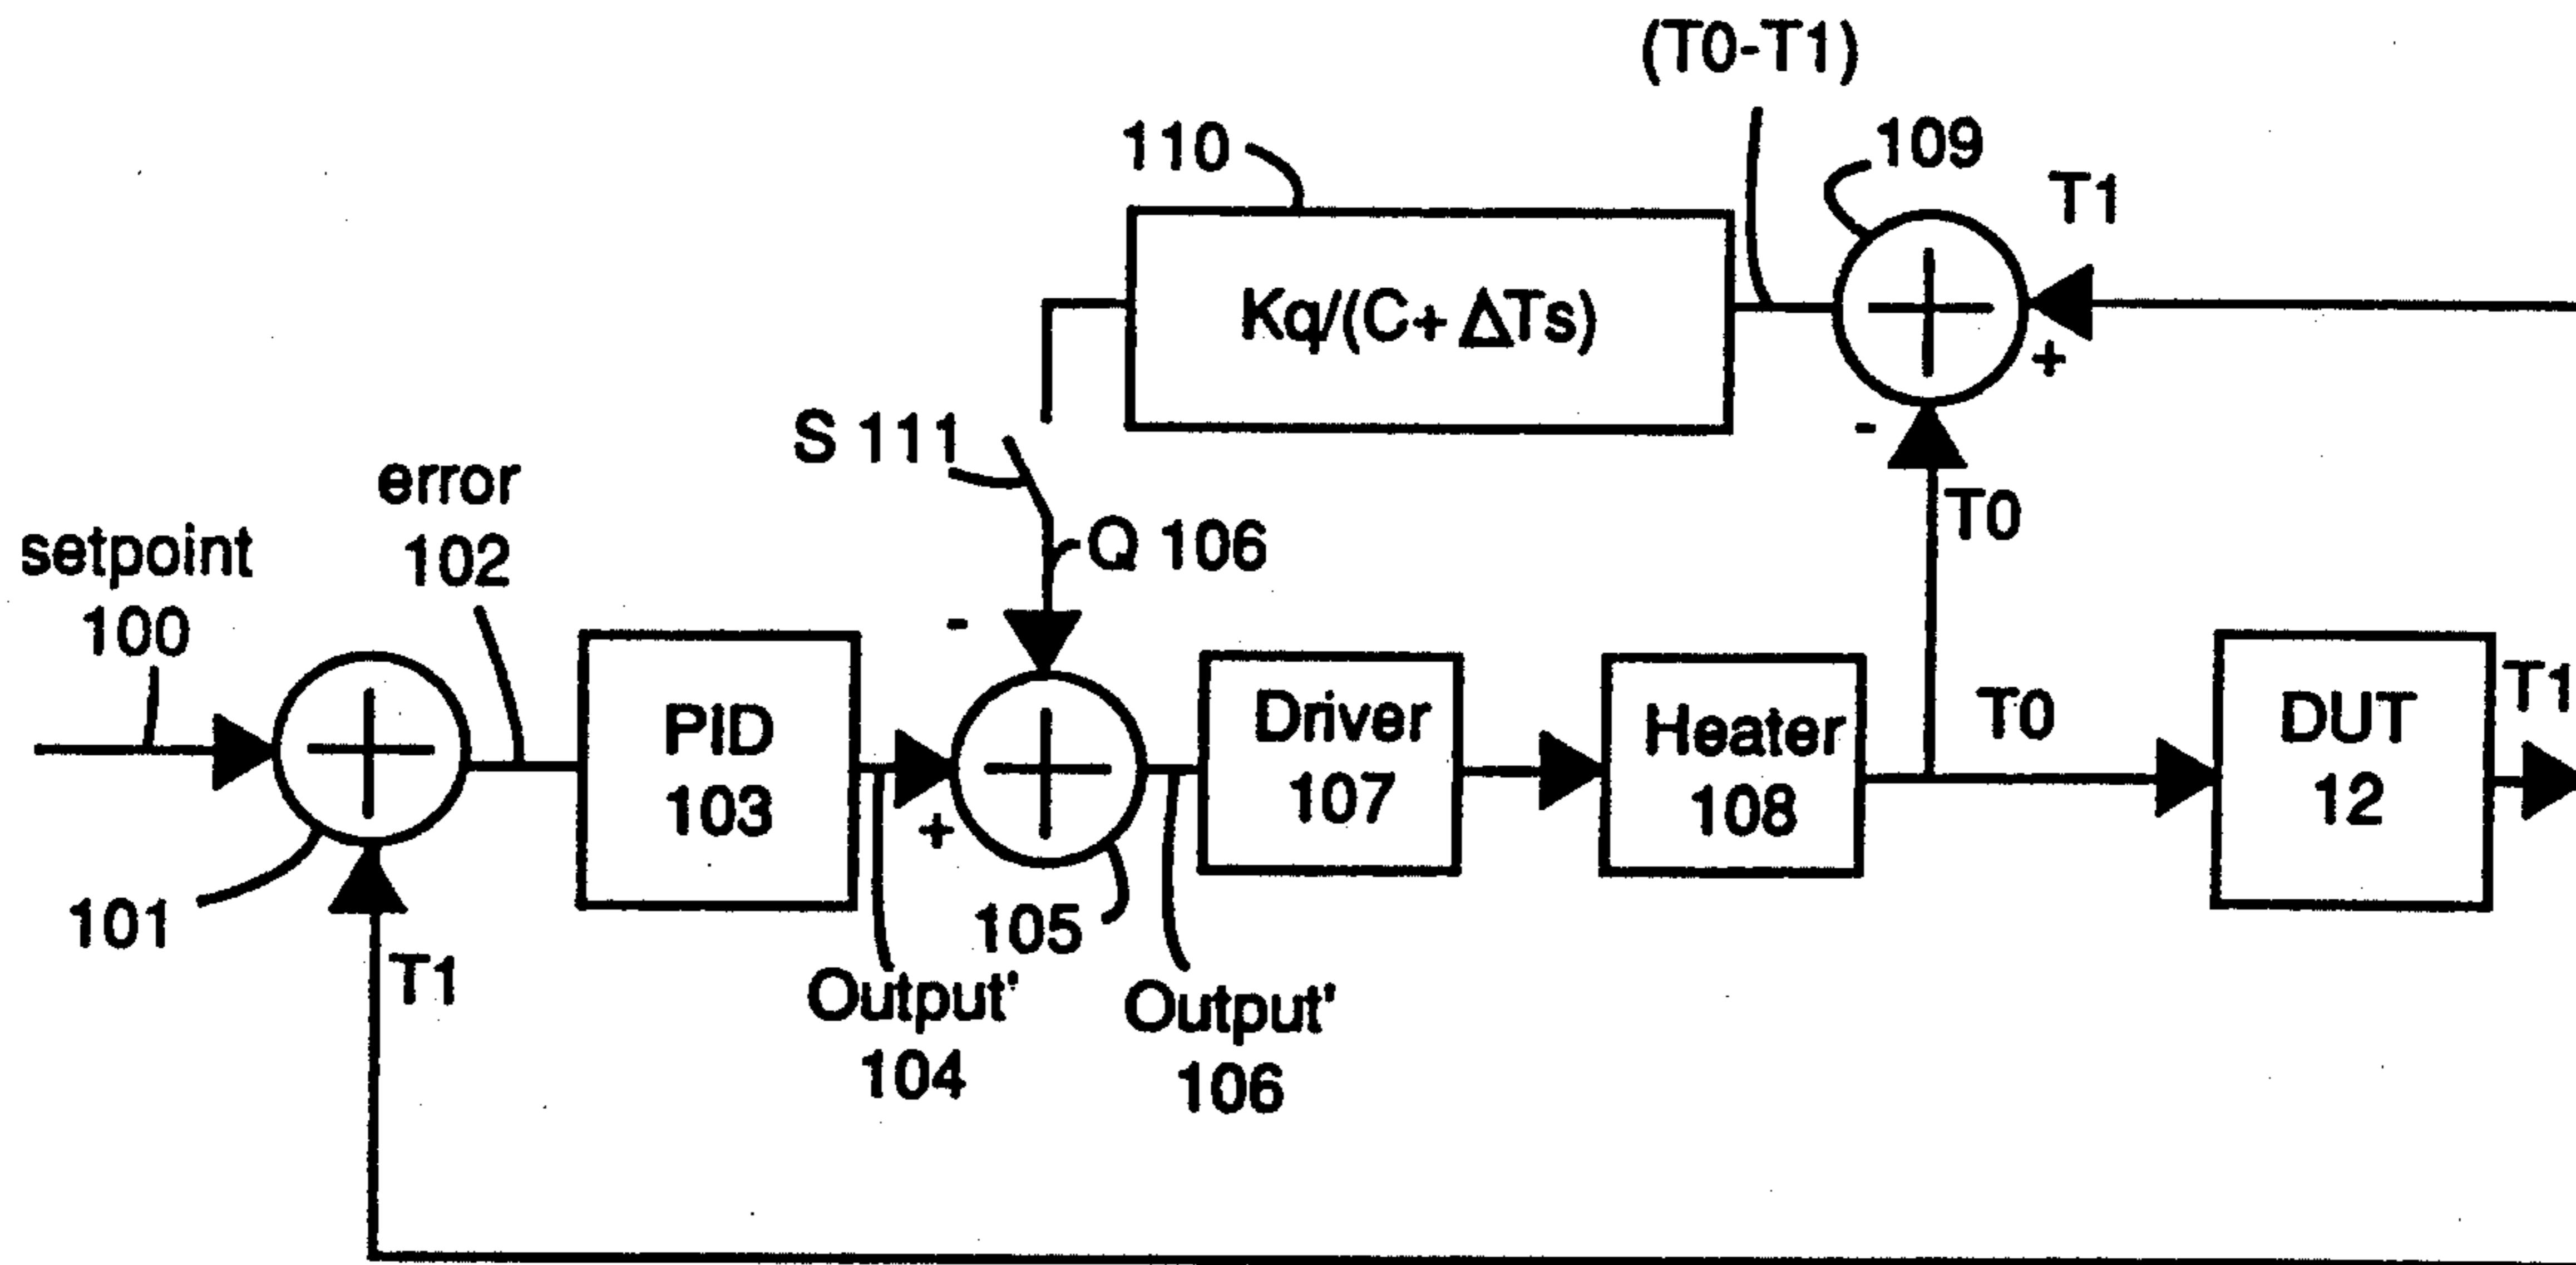 (T0-T1)
110
109
T1
Kq/(C+ ΔTs)
+
-
S 111
T0
error
102
Q 106
setpoint
100
-
PID
103
Driver
107
Heater
108
T0
DUT
12
T1
+
101
105
T1
Output'
104
Output'
106